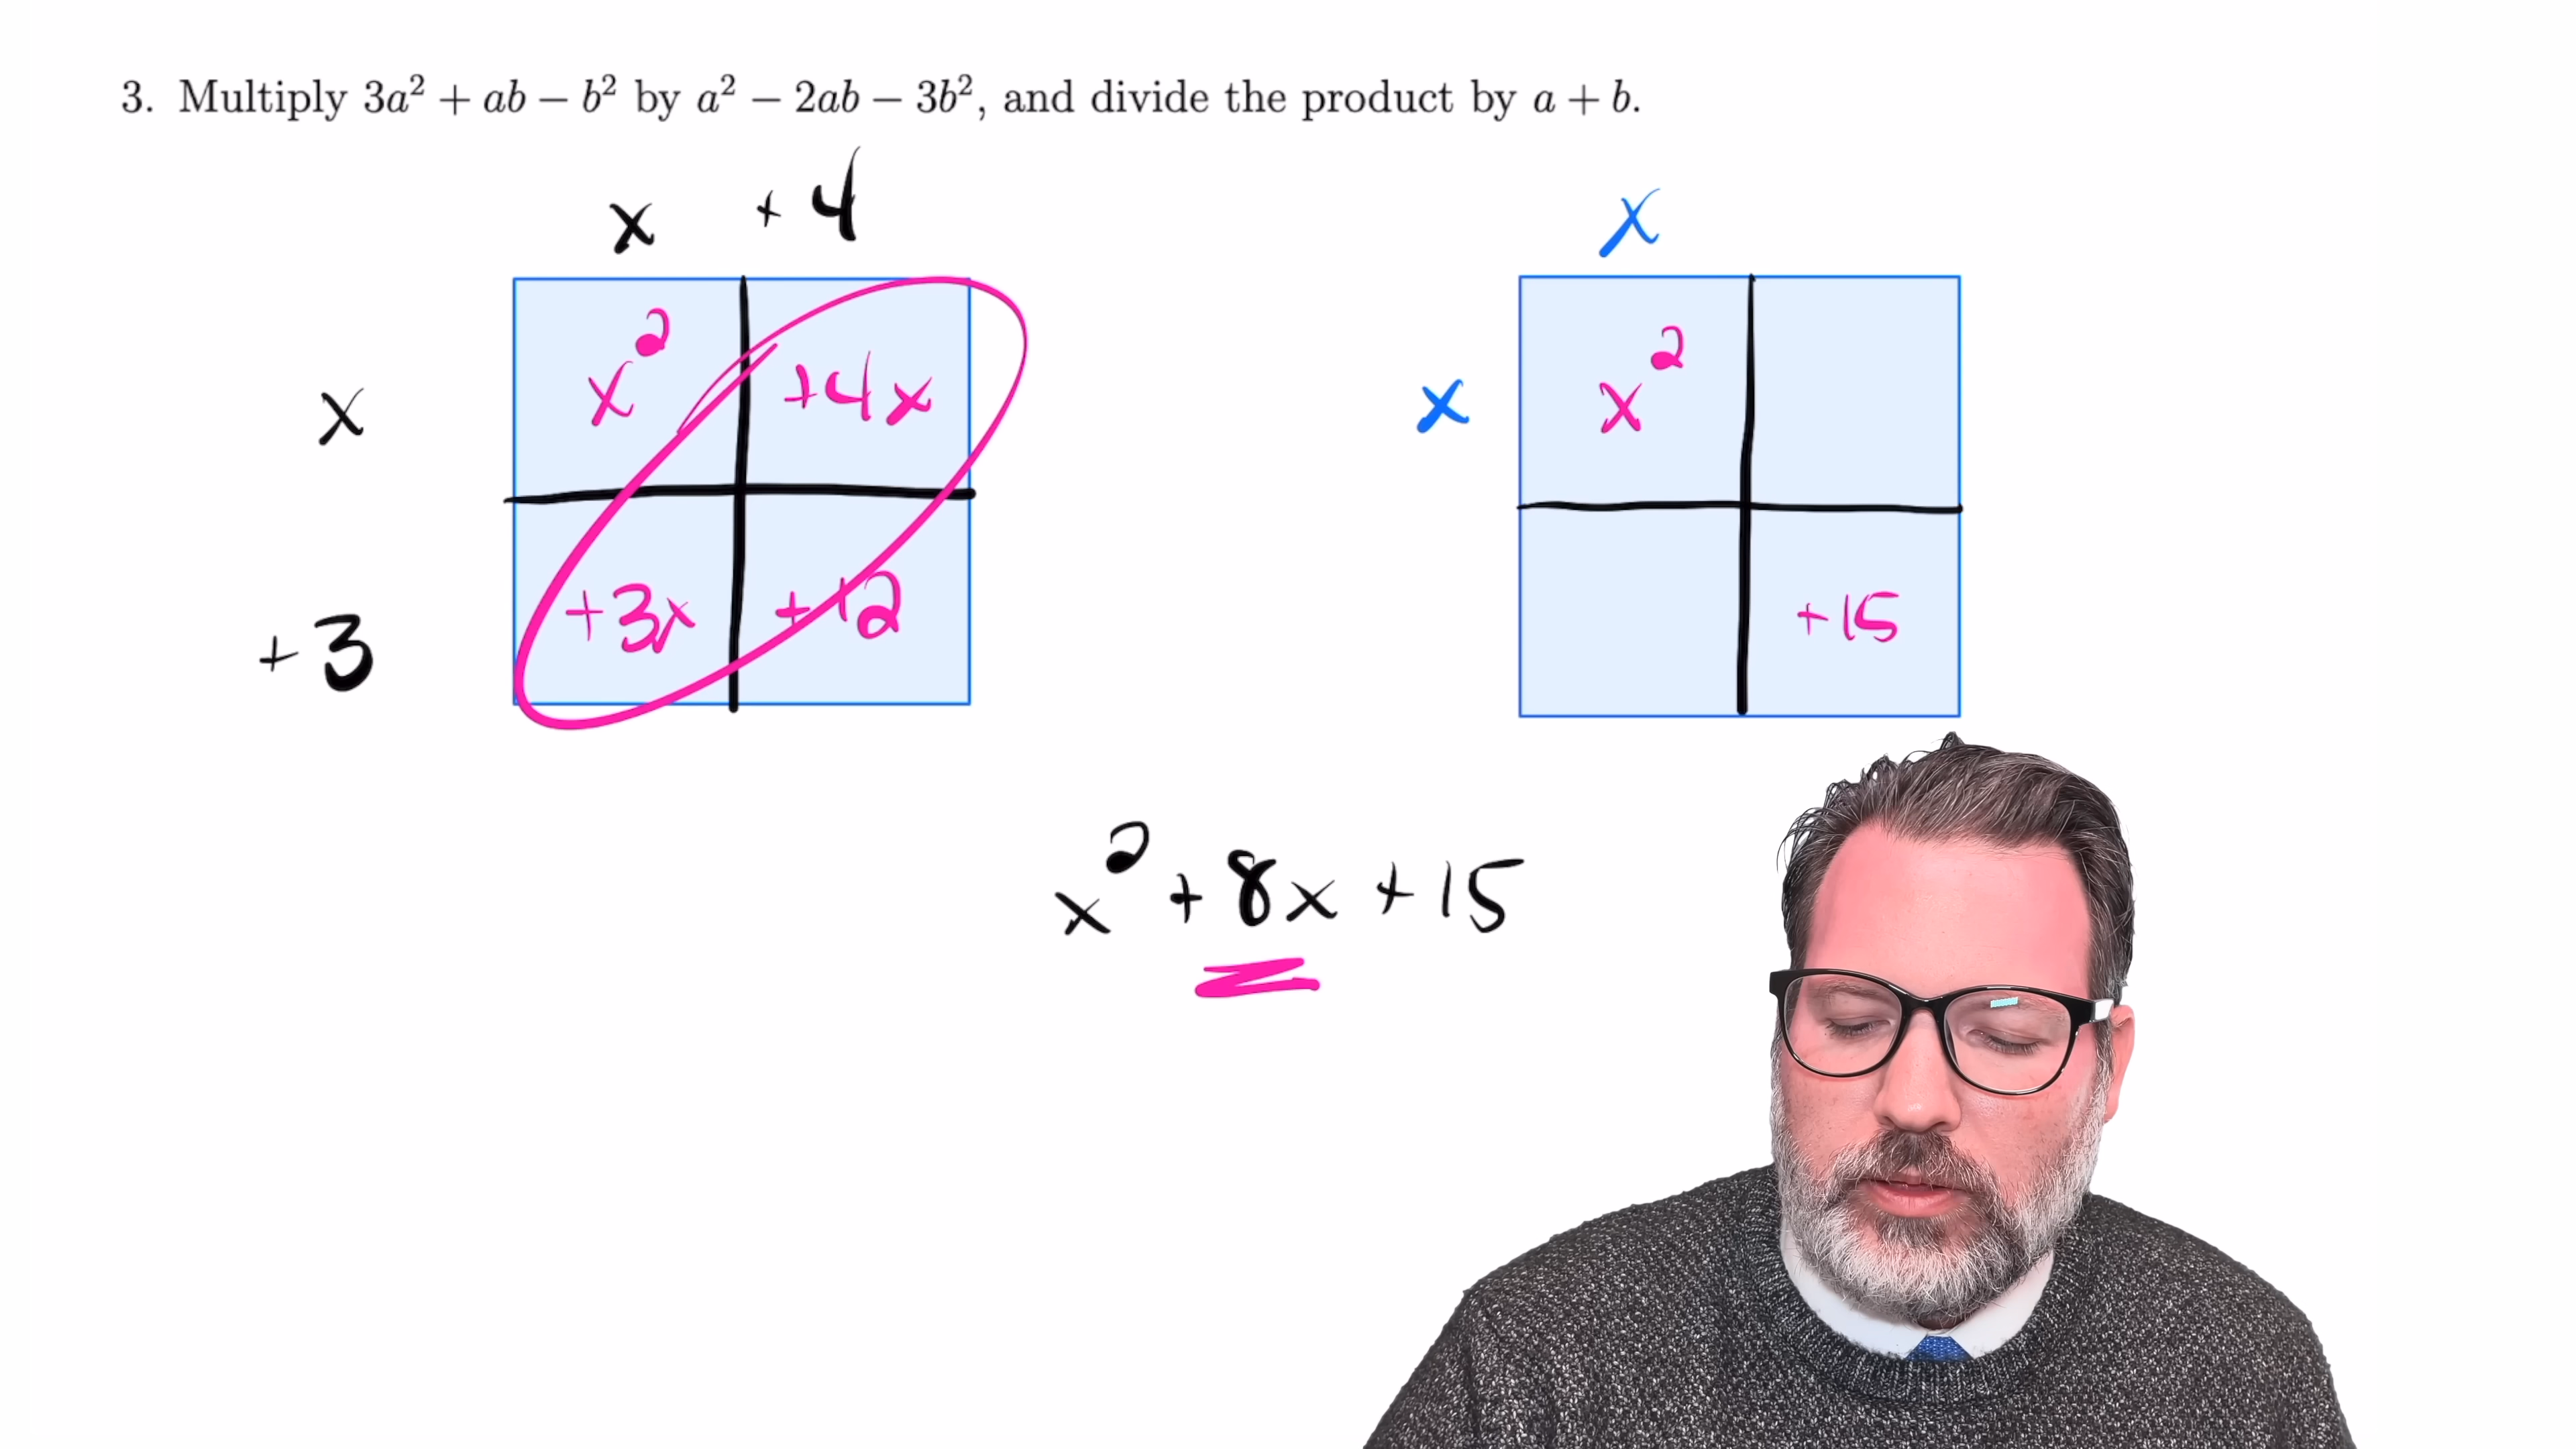 3. Multiply 3a² + ab − b² by a² − 2ab − 3b², and divide the product by a + b.
x + 4
x
x² +4x
x x²
x
+3 +3x +12
+15
x² + 8x + 15